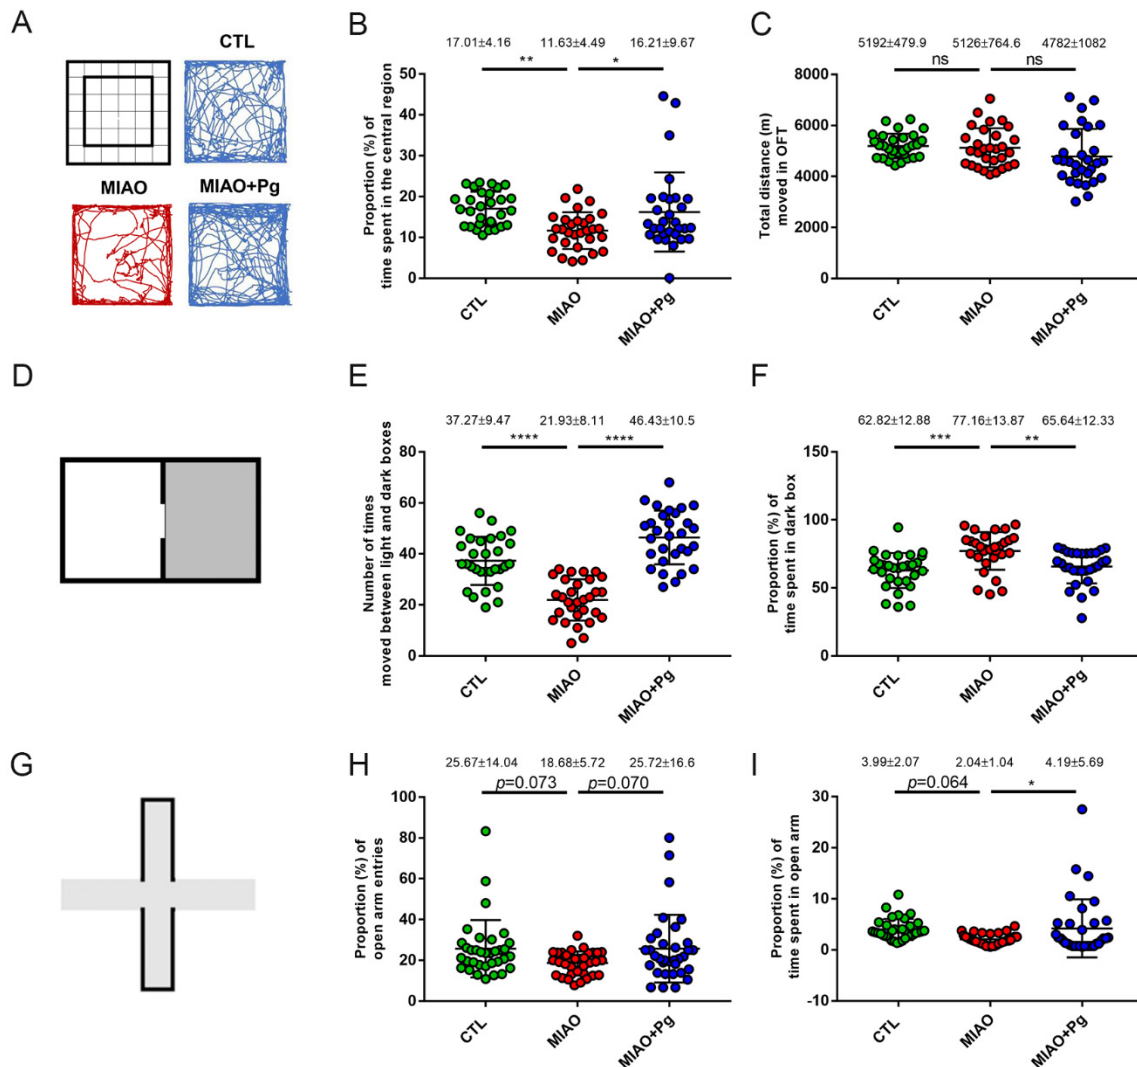 A
CTL
MIAO
MIAO+Pg
B
17.01±4.16 11.63±4.49 16.21±9.67
** *
Proportion (%) of
time spent in the central region
50
40
30
20
10
0
CTL
MIAO
MIAO+Pg
C
5192±479.9 5126±764.6 4782±1082
ns ns
Total distance (m)
moved in OFT
8000
6000
4000
2000
0
CTL
MIAO
MIAO+Pg
D
E
37.27±9.47 21.93±8.11 46.43±10.5
**** ****
Number of times
moved between light and dark boxes
80
60
40
20
0
CTL
MIAO
MIAO+Pg
F
62.82±12.88 77.16±13.87 65.64±12.33
*** **
Proportion (%) of
time spent in dark box
150
100
50
0
CTL
MIAO
MIAO+Pg
G
H
25.67±14.04 18.68±5.72 25.72±16.6
p=0.073 p=0.070
Proportion (%) of
open arm entries
100
80
60
40
20
0
CTL
MIAO
MIAO+Pg
I
3.99±2.07 2.04±1.04 4.19±5.69
p=0.064 *
Proportion (%) of
time spent in open arm
30
20
10
0
-10
CTL
MIAO
MIAO+Pg